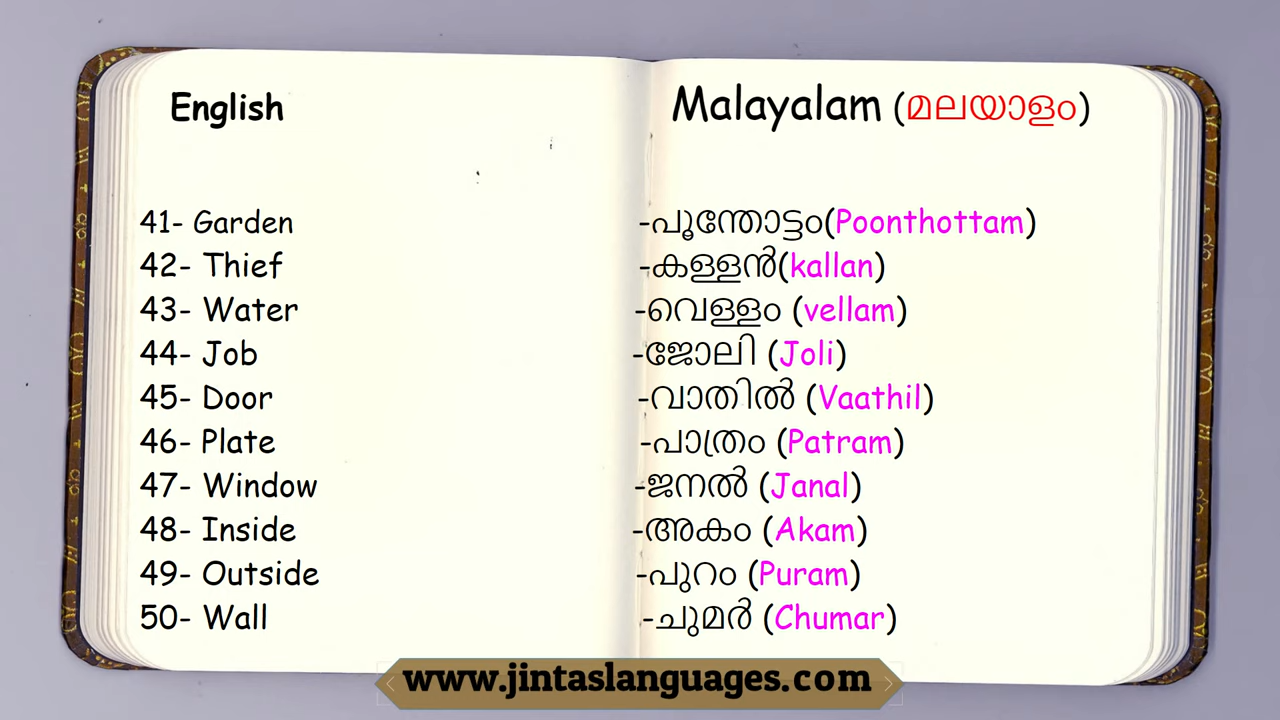 English
Malayalam (മലയാളം)
41- Garden -പൂന്തോട്ടം(Poonthottam)
42- Thief -കള്ളൻ(kallan)
43- Water -വെള്ളം (vellam)
44- Job -ജോലി (Joli)
45- Door -വാതിൽ (Vaathil)
46- Plate -പാത്രം (Patram)
47- Window -ജനൽ (Janal)
48- Inside -അകം (Akam)
49- Outside -പുറം (Puram)
50- Wall -ചുമർ (Chumar)
www.jintaslanguages.com